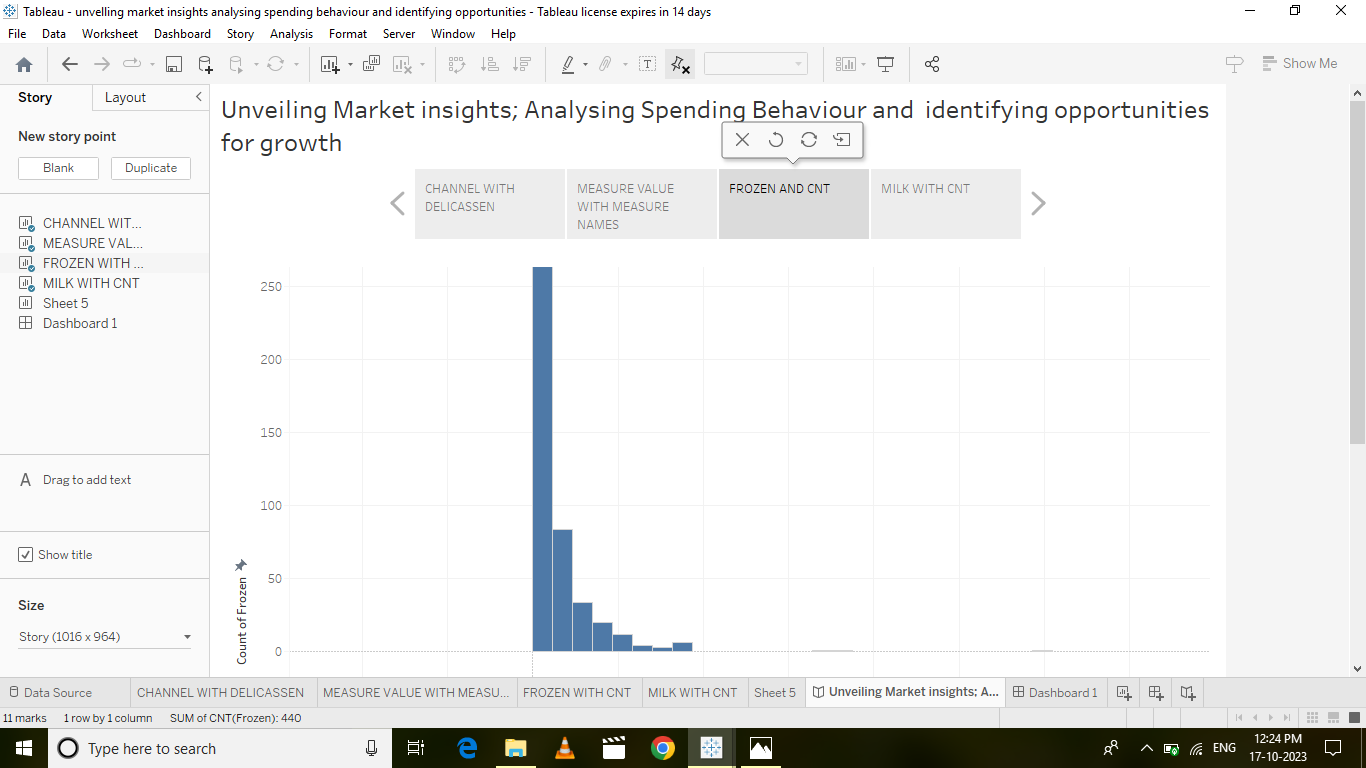 Tableau - unvelling market insights analysing spending behaviour and identifying opportunities - Tableau license expires in 14 days
File Data Worksheet Dashboard Story Analysis Format Server Window Help
Show Me
Story Layout
New story point
Blank Duplicate
CHANNEL WIT...
MEASURE VAL...
FROZEN WITH ...
MILK WITH CNT
Sheet 5
Dashboard 1
A Drag to add text
Show title
Size
Story (1016 x 964)
Unveiling Market insights; Analysing Spending Behaviour and identifying opportunities
for growth
CHANNEL WITH
DELICASSEN
MEASURE VALUE
WITH MEASURE
NAMES
FROZEN AND CNT
MILK WITH CNT
250
200
150
100
50
0
Count of Frozen
Data Source CHANNEL WITH DELICASSEN MEASURE VALUE WITH MEASU... FROZEN WITH CNT MILK WITH CNT Sheet 5 Unveiling Market insights; A... Dashboard 1
11 marks 1 row by 1 column SUM of CNT(Frozen): 440
Type here to search
ENG
12:24 PM
17-10-2023